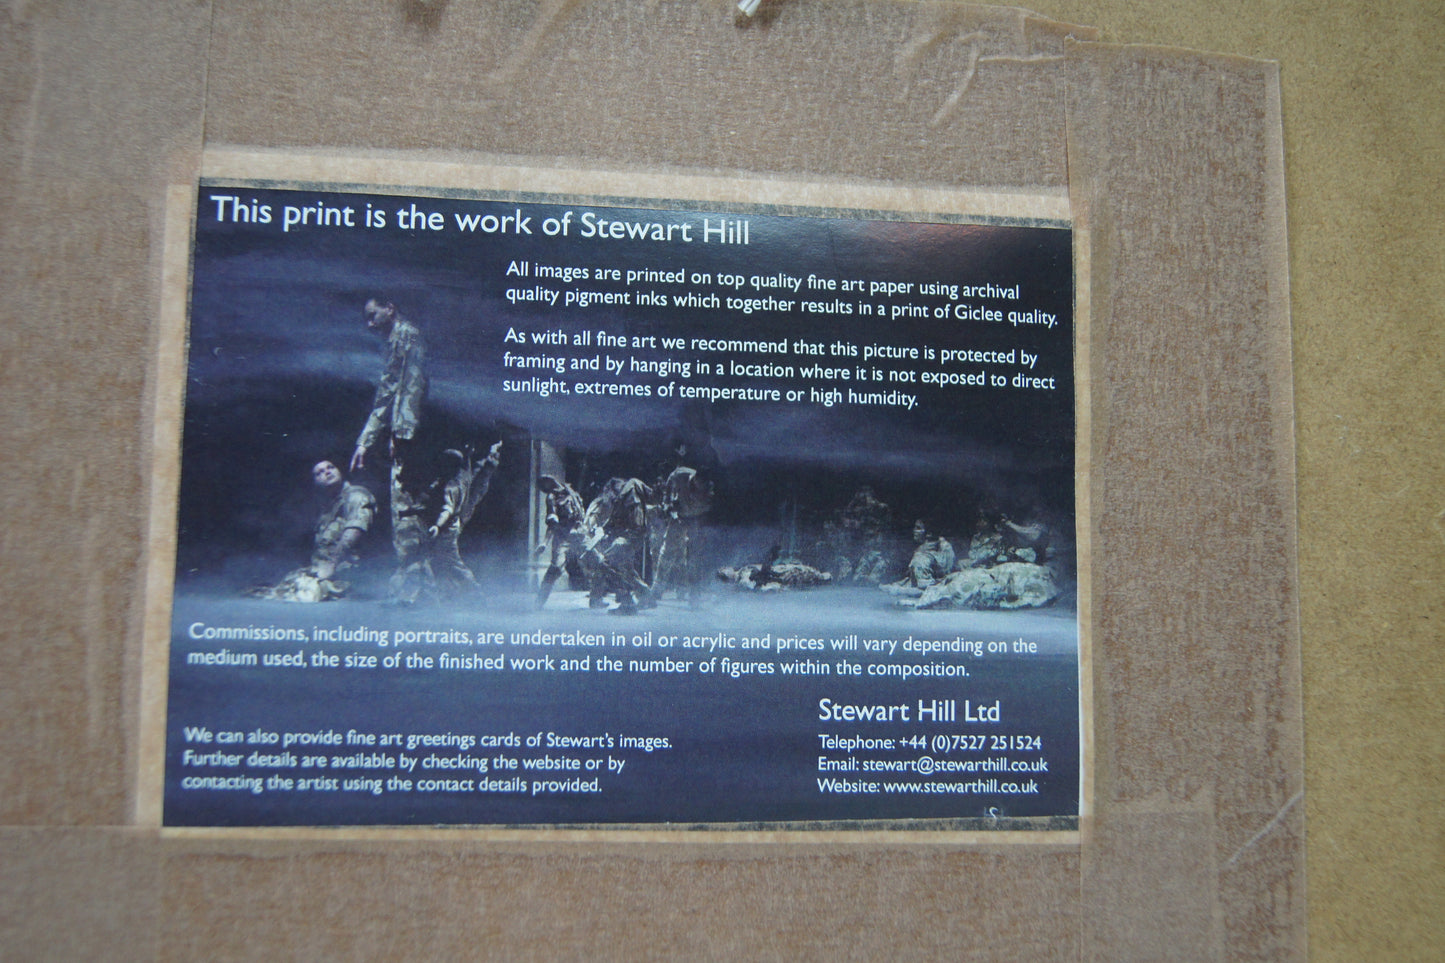 This print is the work of Stewart Hill
All images are printed on top quality fine art paper using archival
quality pigment inks which together results in a print of Giclee quality.
As with all fine art we recommend that this picture is protected by
framing and by hanging in a location where it is not exposed to direct
sunlight, extremes of temperature or high humidity.
Commissions, including portraits, are undertaken in oil or acrylic and prices will vary depending on the
medium used, the size of the finished work and the number of figures within the composition.
We can also provide fine art greetings cards of Stewart's images.
Further details are available by checking the website or by
contacting the artist using the contact details provided.
Stewart Hill Ltd
Telephone: +44 (0)7527 251524
Email: stewart@stewarthill.co.uk
Website: www.stewarthill.co.uk